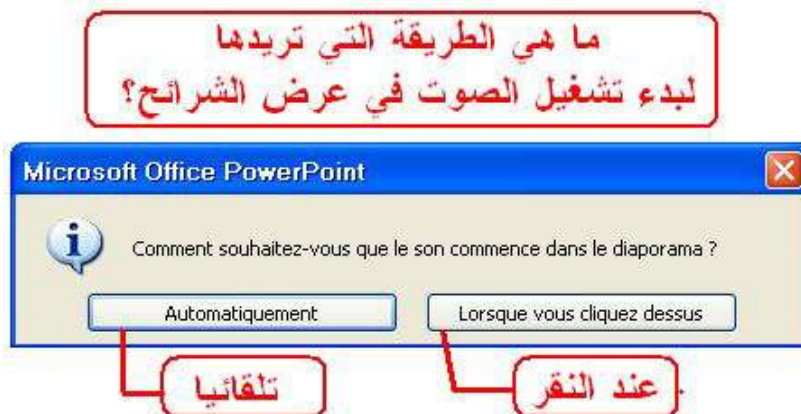 ما هي الطريقة التي تريدها
لبدء تشغيل الصوت في عرض الشرائح؟
Microsoft Office PowerPoint
Comment souhaitez-vous que le son commence dans le diaporama ?
Automatiquement
Lorsque vous cliquez dessus
تلقائيا
عند النقر